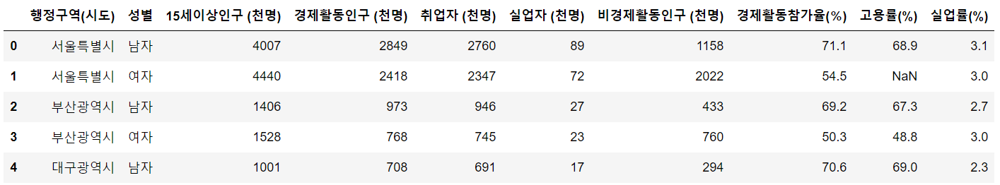 행정구역(시도) 성별 15세이상인구 (천명) 경제활동인구 (천명) 취업자 (천명) 실업자 (천명) 비경제활동인구 (천명) 경제활동참가율(%) 고용률(%) 실업률(%)
0 서울특별시 남자 4007 2849 2760 89 1158 71.1 68.9 3.1
1 서울특별시 여자 4440 2418 2347 72 2022 54.5 NaN 3.0
2 부산광역시 남자 1406 973 946 27 433 69.2 67.3 2.7
3 부산광역시 여자 1528 768 745 23 760 50.3 48.8 3.0
4 대구광역시 남자 1001 708 691 17 294 70.6 69.0 2.3